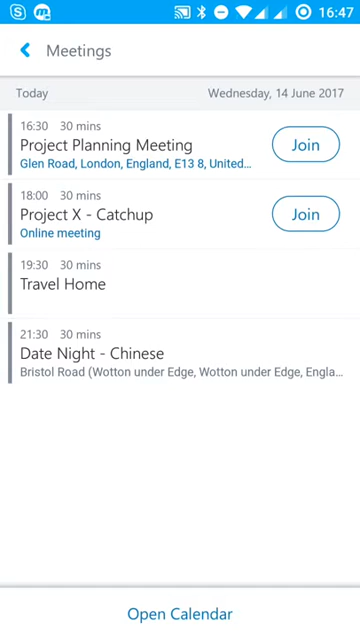 16:47
Meetings
Today Wednesday, 14 June 2017
16:30 30 mins
Project Planning Meeting
Glen Road, London, England, E13 8, United...
Join
18:00 30 mins
Project X - Catchup
Online meeting
Join
19:30 30 mins
Travel Home
21:30 30 mins
Date Night - Chinese
Bristol Road (Wotton under Edge, Wotton under Edge, Engla...
Open Calendar